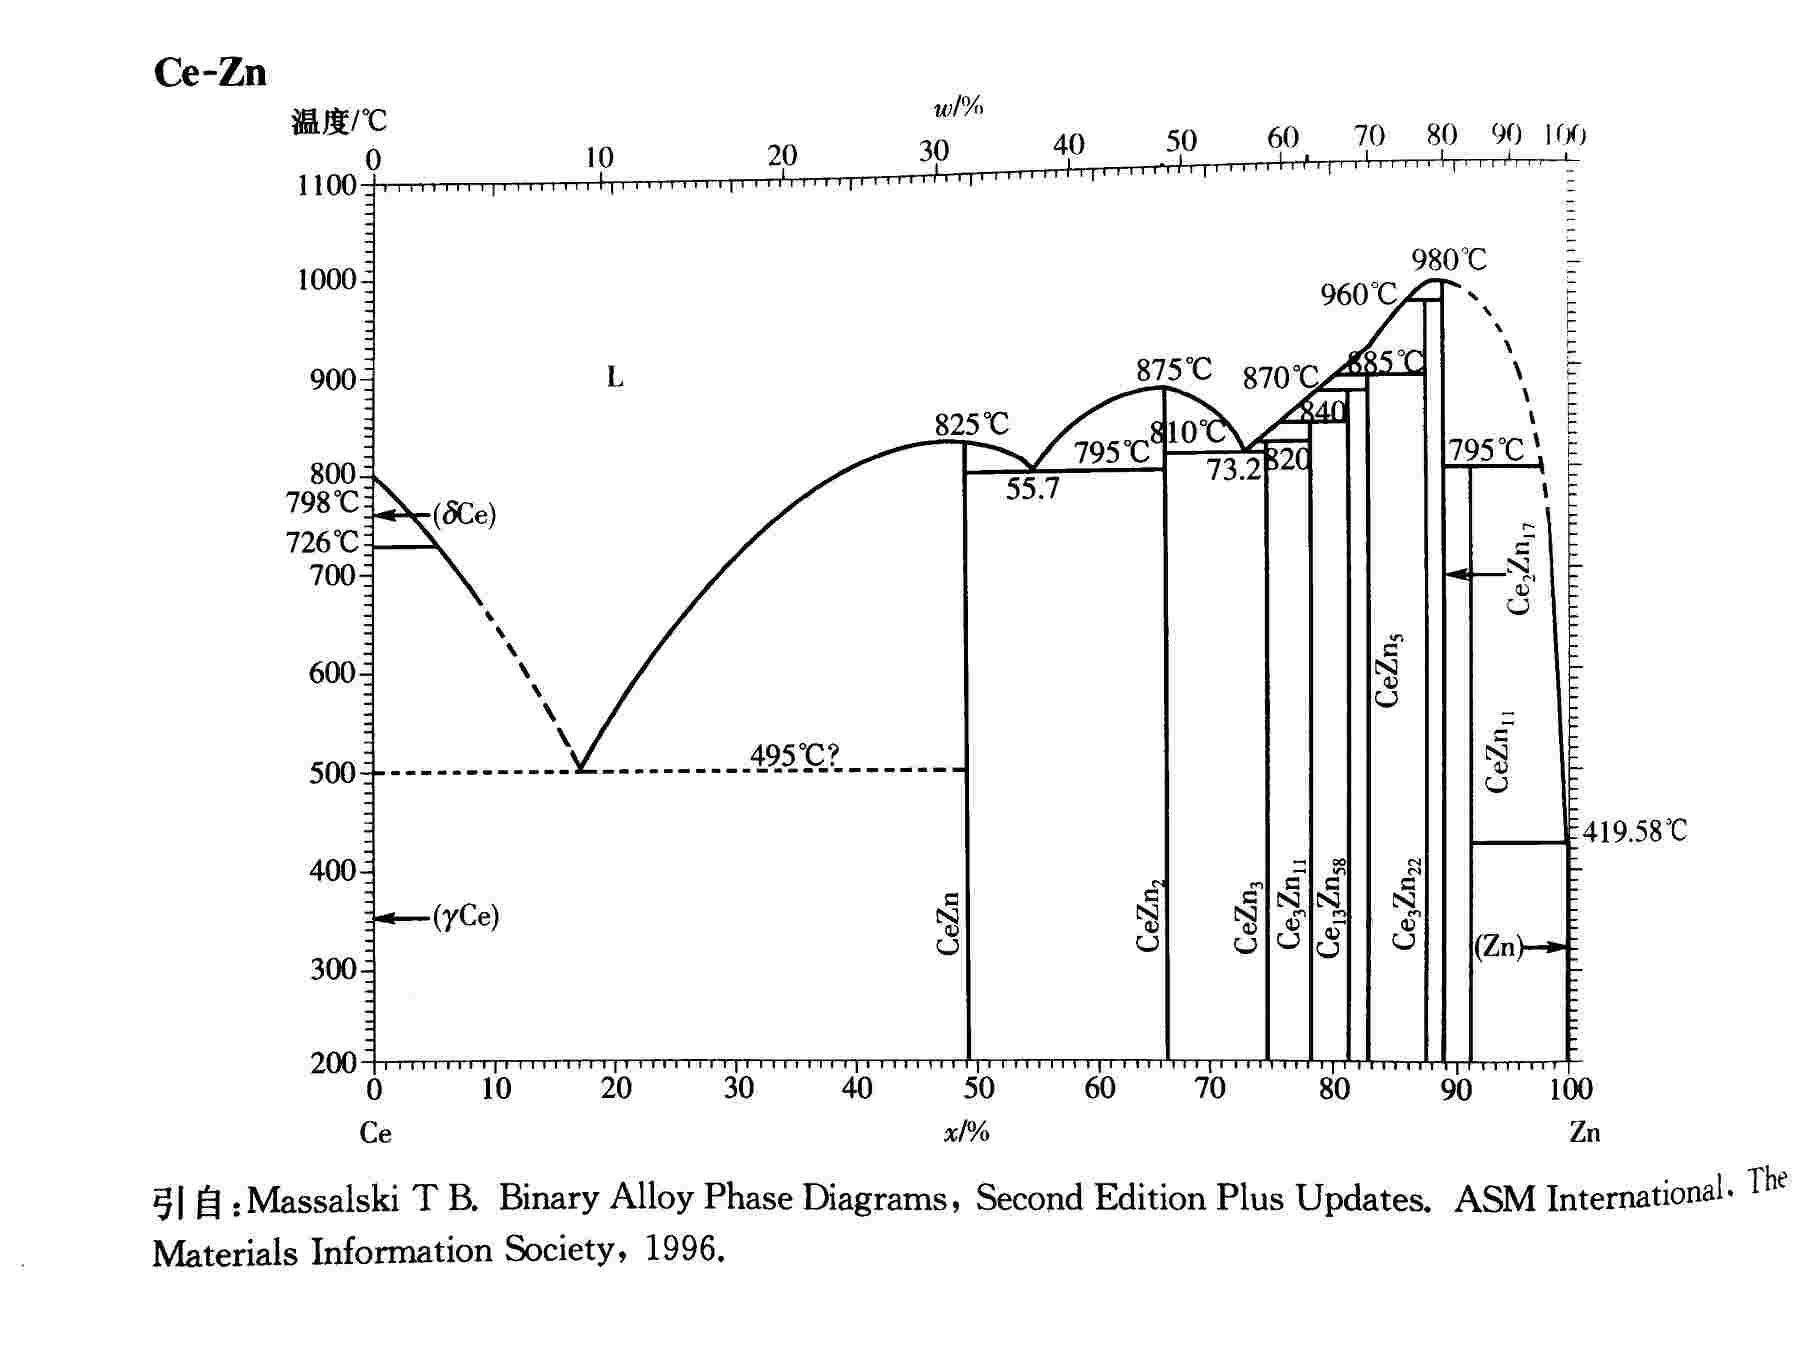 Ce-Zn
温度/℃
w/%
0 10 20 30 40 50 60 70 80 90 100
1100
1000
900
800
798℃
726℃
700
600
500
400
300
200
L
(δCe)
(γCe)
495℃?
825℃
795℃
55.7
875℃
810℃
73.2
820
840
870℃
885℃
960℃
980℃
795℃
419.58℃
CeZn
CeZn₂
CeZn₃
Ce₃Zn₁₁
Ce₁₃Zn₅₈
CeZn₅
Ce₃Zn₂₂
Ce₂Zn₁₇
CeZn₁₁
(Zn)
0 10 20 30 40 50 60 70 80 90 100
Ce x/% Zn
引自:Massalski T B. Binary Alloy Phase Diagrams, Second Edition Plus Updates. ASM International. The
Materials Information Society, 1996.